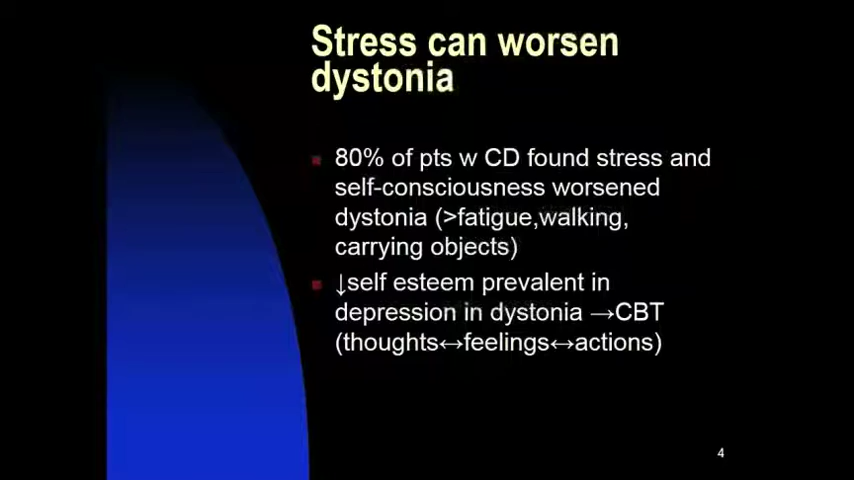 Stress can worsen
dystonia
80% of pts w CD found stress and
self-consciousness worsened
dystonia (>fatigue,walking,
carrying objects)
↓self esteem prevalent in
depression in dystonia →CBT
(thoughts↔feelings↔actions)
4